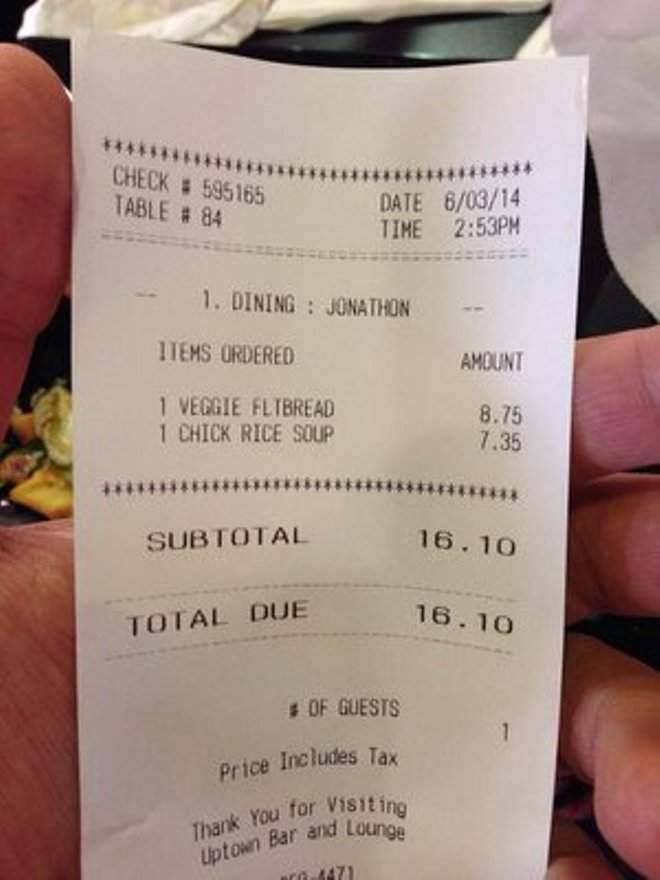 ******************************************
CHECK # 595165 DATE 6/03/14
TABLE # 84 TIME 2:53PM
-- 1. DINING : JONATHON --
ITEMS ORDERED AMOUNT
1 VEGGIE FLTBREAD 8.75
1 CHICK RICE SOUP 7.35
******************************************
SUBTOTAL 16.10
TOTAL DUE 16.10
# OF GUESTS
1
Price Includes Tax
Thank You for Visiting
Uptown Bar and Lounge
-4471